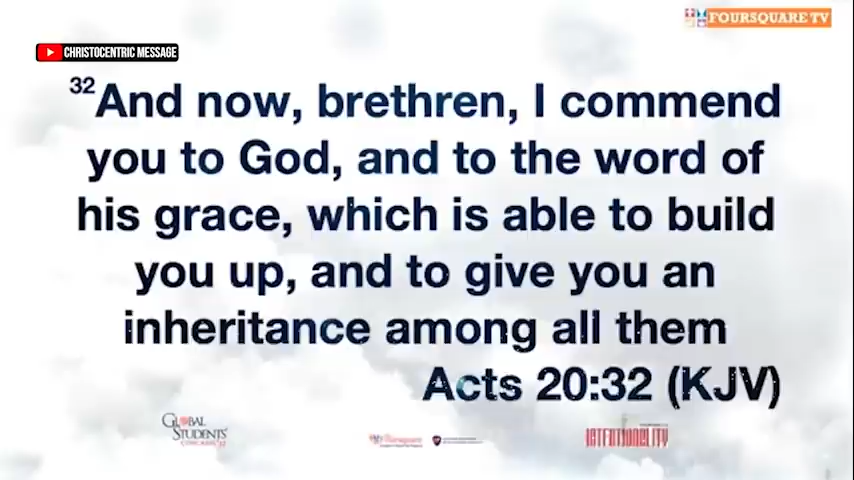 FOURSQUARE TV
CHRISTOCENTRIC MESSAGE
32And now, brethren, I commend
you to God, and to the word of
his grace, which is able to build
you up, and to give you an
inheritance among all them
Acts 20:32 (KJV)
GLOBAL
STUDENTS'
Foursquare
INTENTIONALITY